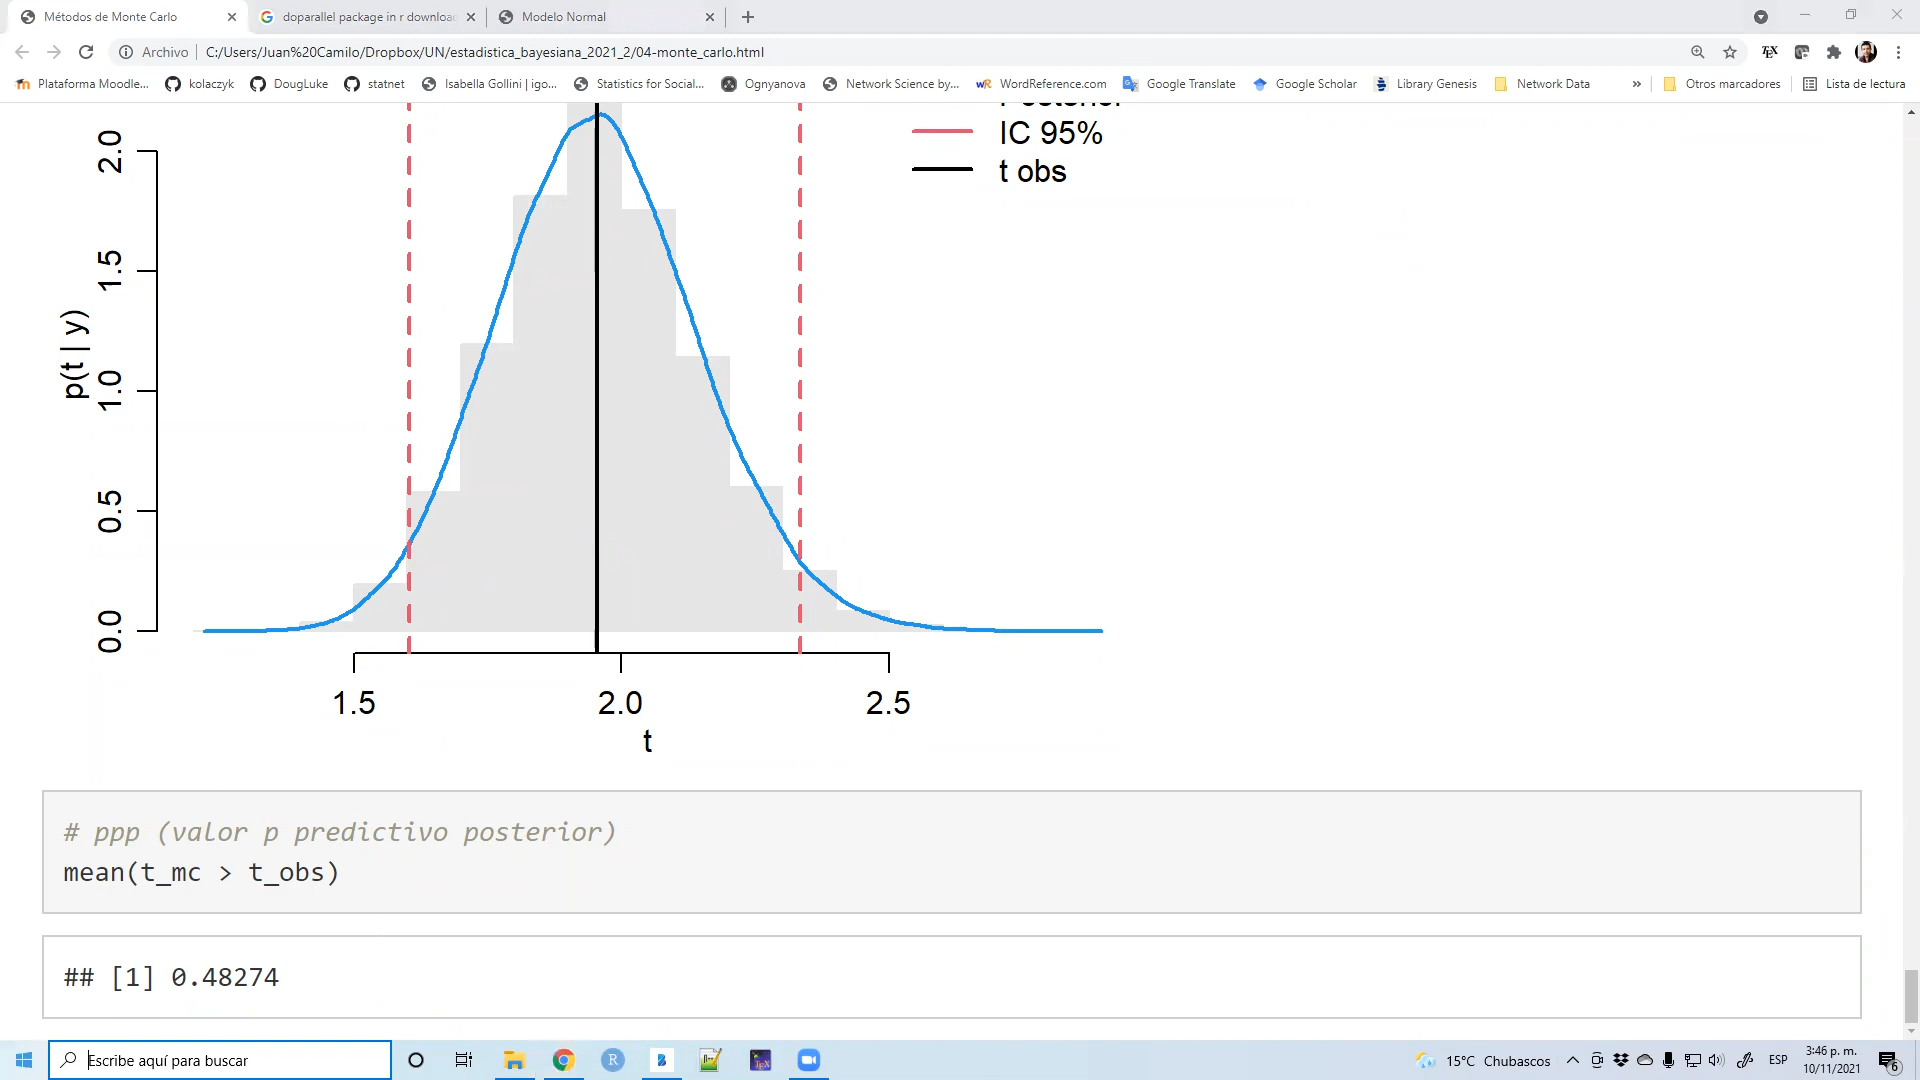 Métodos de Monte Carlo
doparallel package in r downloa
Modelo Normal
Archivo
C:/Users/Juan%20Camilo/Dropbox/UN/estadistica_bayesiana_2021_2/04-monte_carlo.html
Plataforma Moodle...
kolaczyk
DougLuke
statnet
Isabella Gollini | igo...
Statistics for Social...
Ognyanova
Network Science by...
WordReference.com
Google Translate
Google Scholar
Library Genesis
Network Data
»
Otros marcadores
Lista de lectura
Posterior
IC 95%
t obs
2.0
1.5
1.0
0.5
0.0
p(t | y)
1.5 2.0 2.5
t
# ppp (valor p predictivo posterior)
mean(t_mc > t_obs)
## [1] 0.48274
Escribe aquí para buscar
15°C Chubascos
ESP
3:46 p. m.
10/11/2021
6